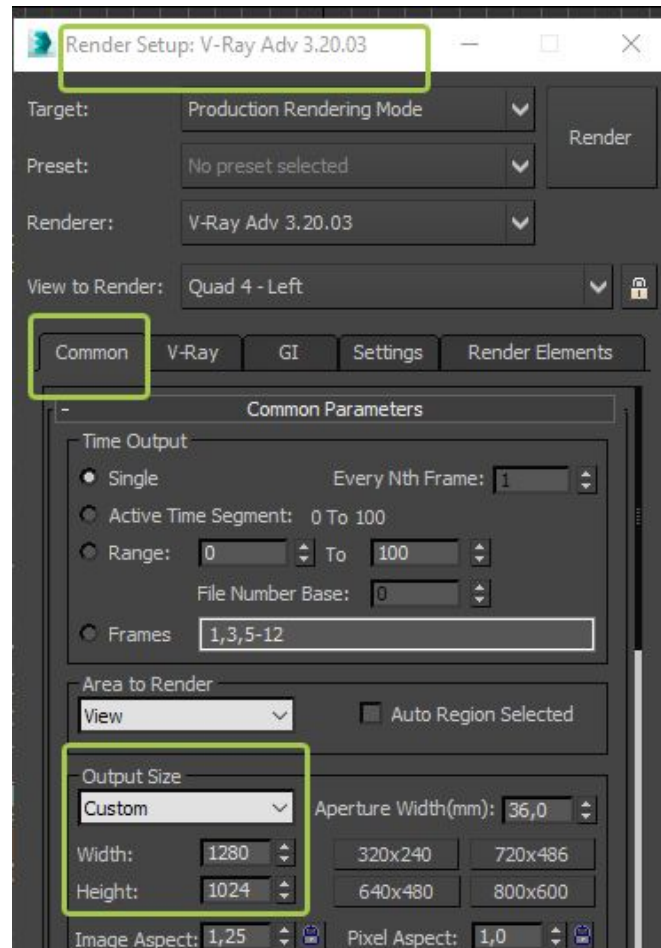 Render Setup: V-Ray Adv 3.20.03
Target: Production Rendering Mode
Render
Preset: No preset selected
Renderer: V-Ray Adv 3.20.03
View to Render: Quad 4 - Left
Common V-Ray GI Settings Render Elements
- Common Parameters
Time Output
Single Every Nth Frame: 1
Active Time Segment: 0 To 100
Range: 0 To 100
File Number Base: 0
Frames 1,3,5-12
Area to Render
View Auto Region Selected
Output Size
Custom Aperture Width(mm): 36,0
Width: 1280 320x240 720x486
Height: 1024 640x480 800x600
Image Aspect: 1,25 Pixel Aspect: 1,0